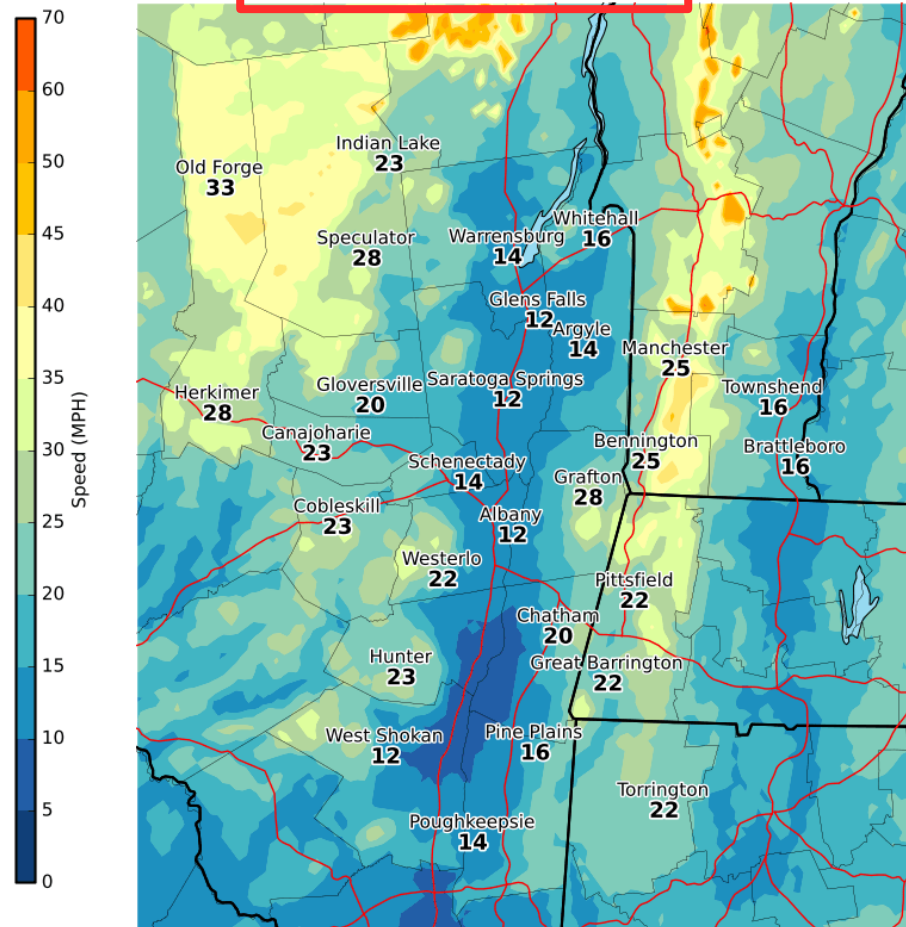 70
60
50
45
40
35
30
25
20
15
10
5
0
Speed (MPH)
Indian Lake
23
Old Forge
33
Whitehall
16
Speculator
28
Warrensburg
14
Glens Falls
12
Argyle
14
Manchester
25
Herkimer
28
Gloversville
20
Saratoga Springs
12
Townshend
16
Canajoharie
23
Bennington
25
Brattleboro
16
Schenectady
14
Grafton
28
Cobleskill
23
Albany
12
Westerlo
22
Pittsfield
22
Chatham
20
Hunter
23
Great Barrington
22
West Shokan
12
Pine Plains
16
Torrington
22
Poughkeepsie
14